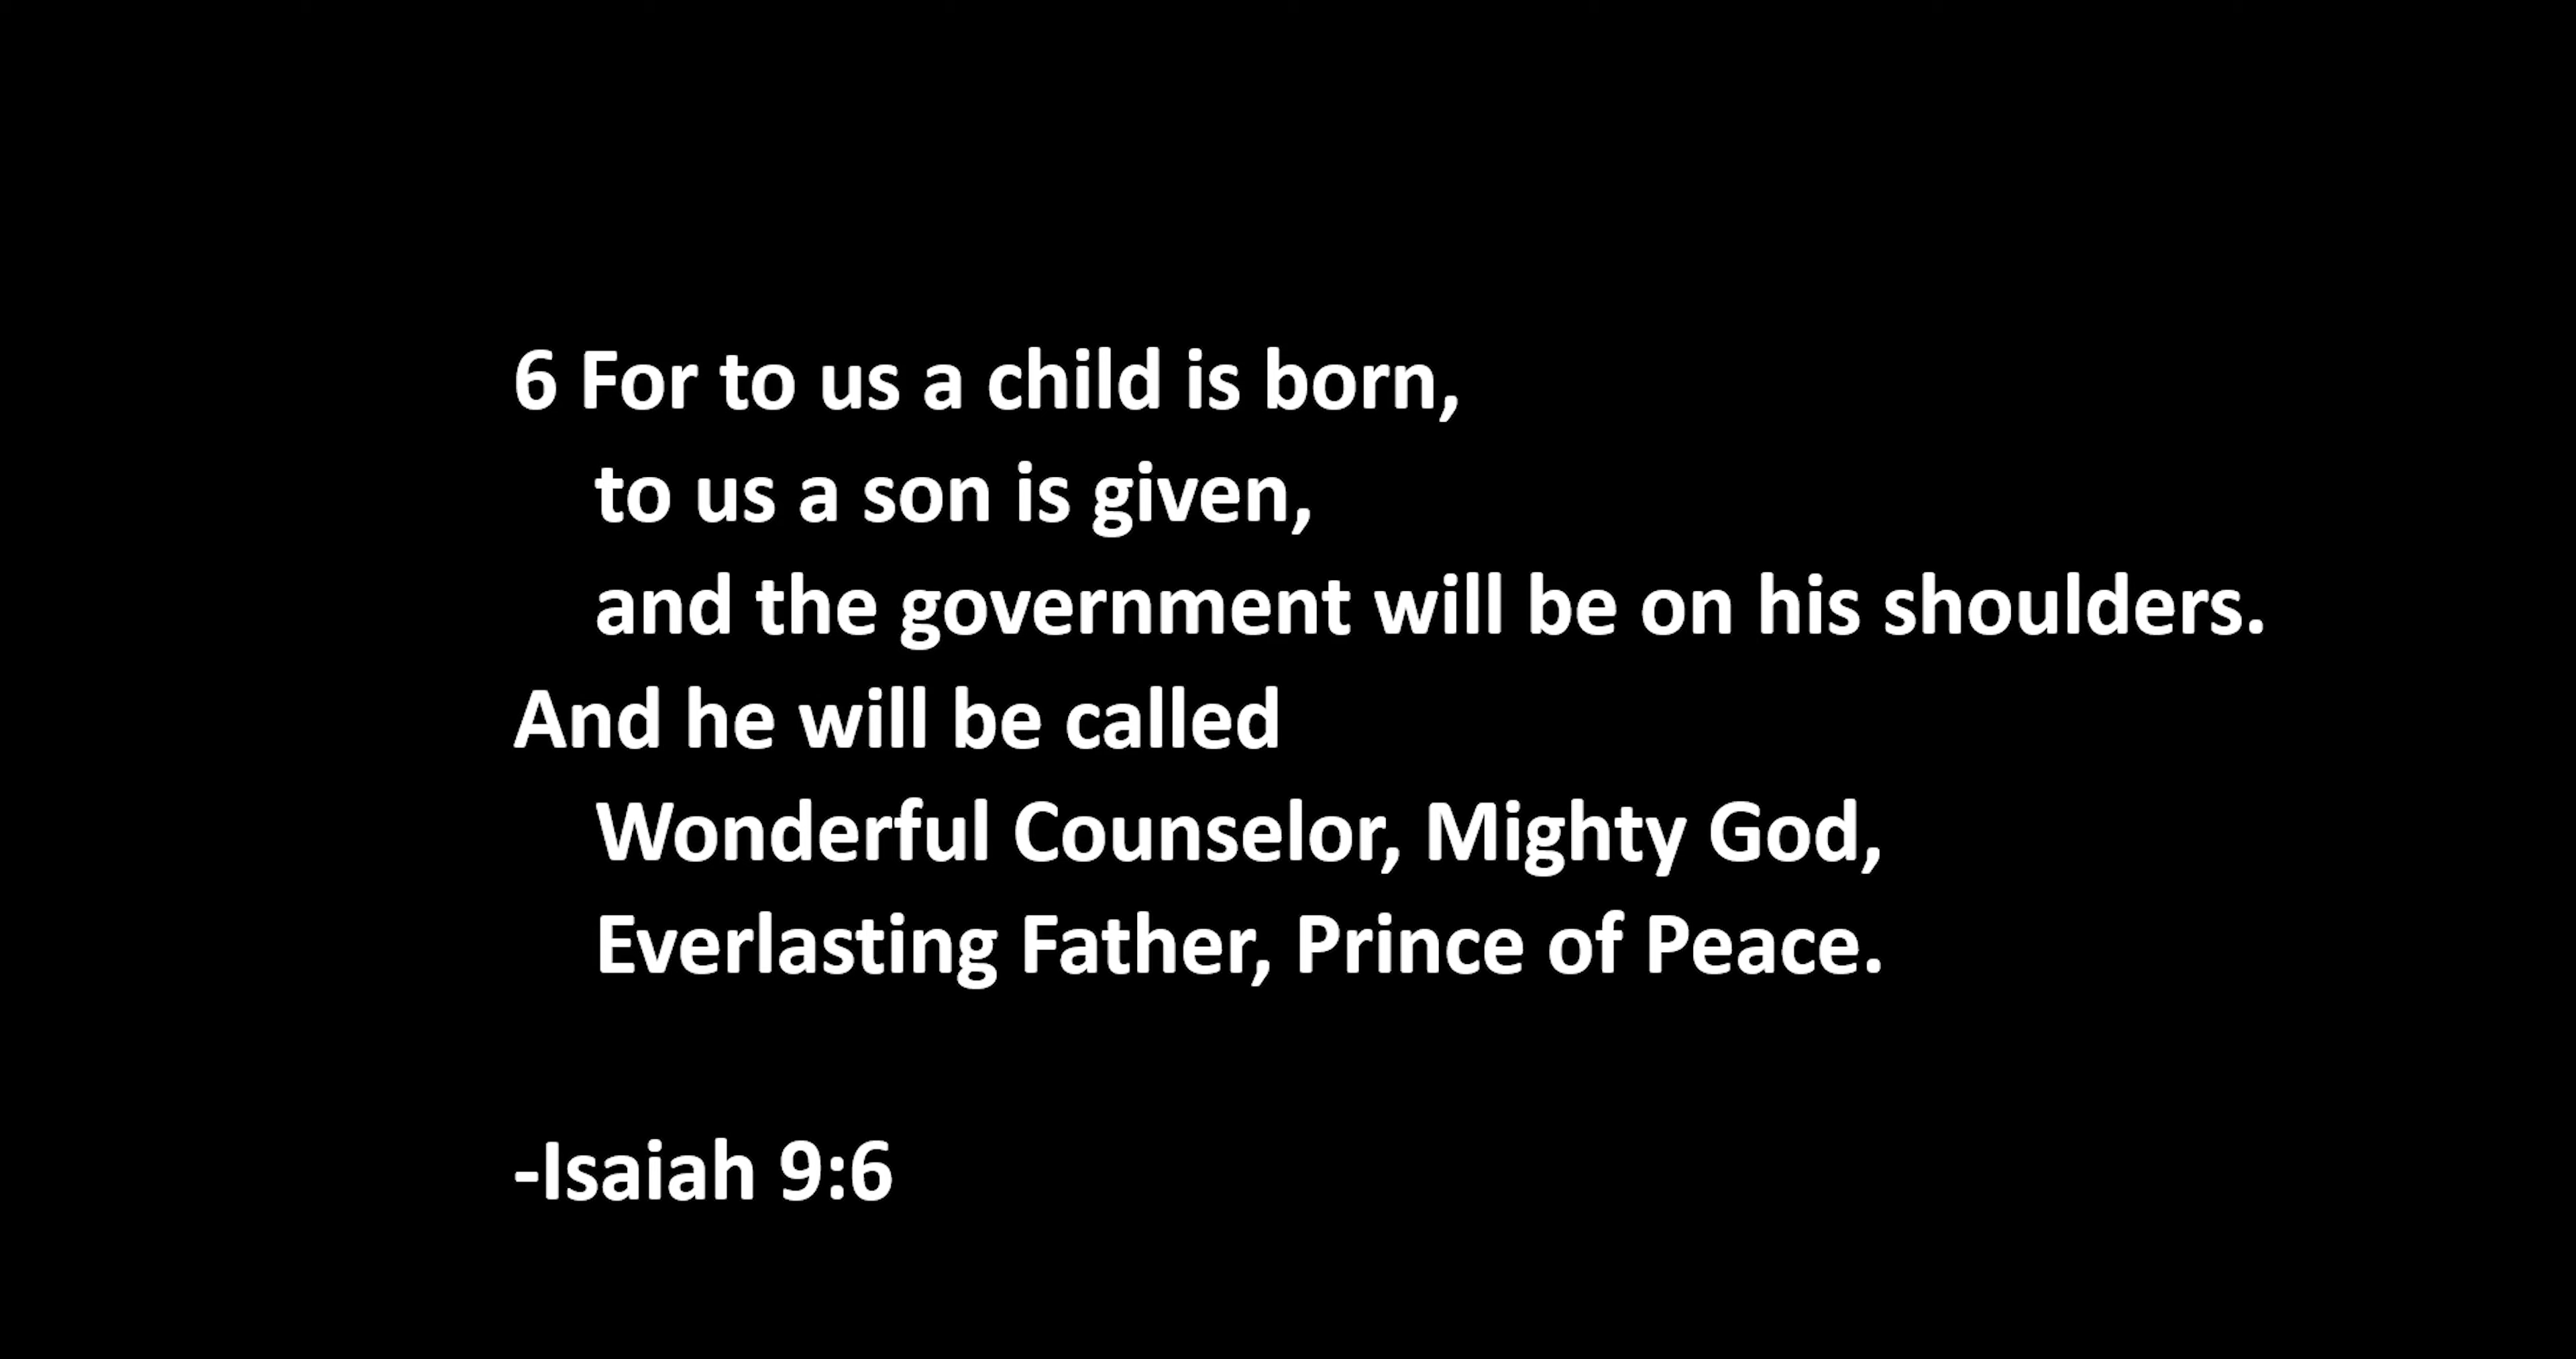 6 For to us a child is born,
to us a son is given,
and the government will be on his shoulders.
And he will be called
Wonderful Counselor, Mighty God,
Everlasting Father, Prince of Peace.
-Isaiah 9:6